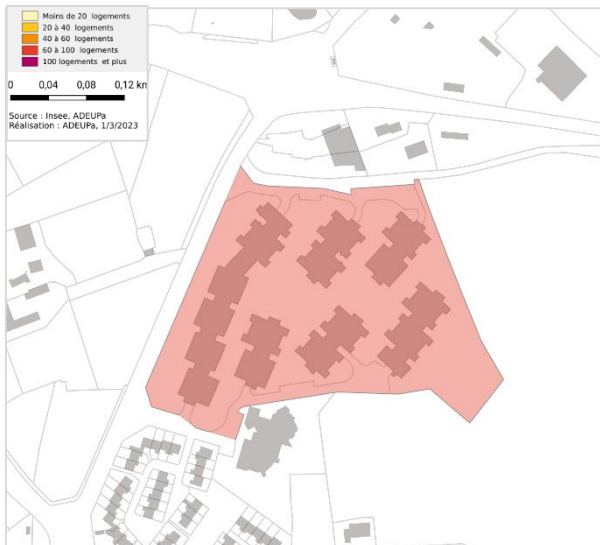 Moins de 20 logements
20 à 40 logements
40 à 60 logements
60 à 100 logements
100 logements et plus
0 0,04 0,08 0,12 km
Source : Insee, ADEUPa
Réalisation : ADEUPa, 1/3/2023